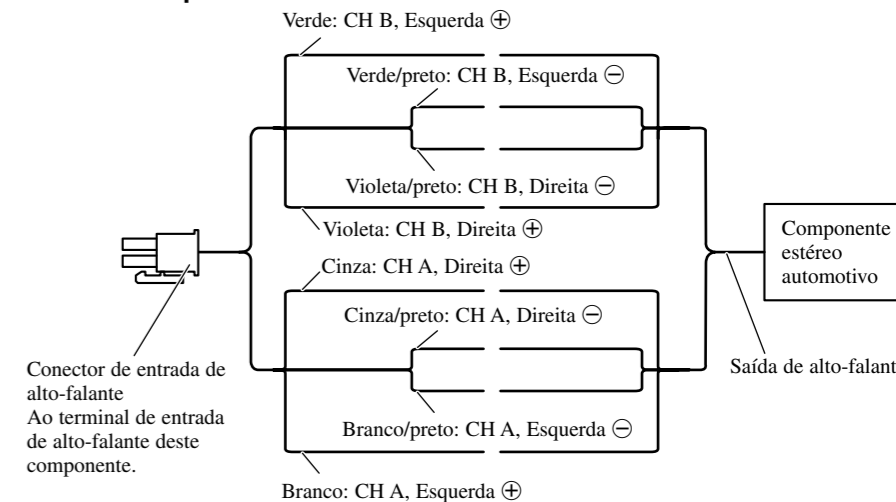 Verde: CH B, Esquerda ⊕
Verde/preto: CH B, Esquerda ⊖
Violeta/preto: CH B, Direita ⊖
Violeta: CH B, Direita ⊕
Cinza: CH A, Direita ⊕
Cinza/preto: CH A, Direita ⊖
Branco/preto: CH A, Esquerda ⊖
Branco: CH A, Esquerda ⊕
Conector de entrada de
alto-falante
Ao terminal de entrada
de alto-falante deste
componente.
Componente
estéreo
automotivo
Saída de alto-falant